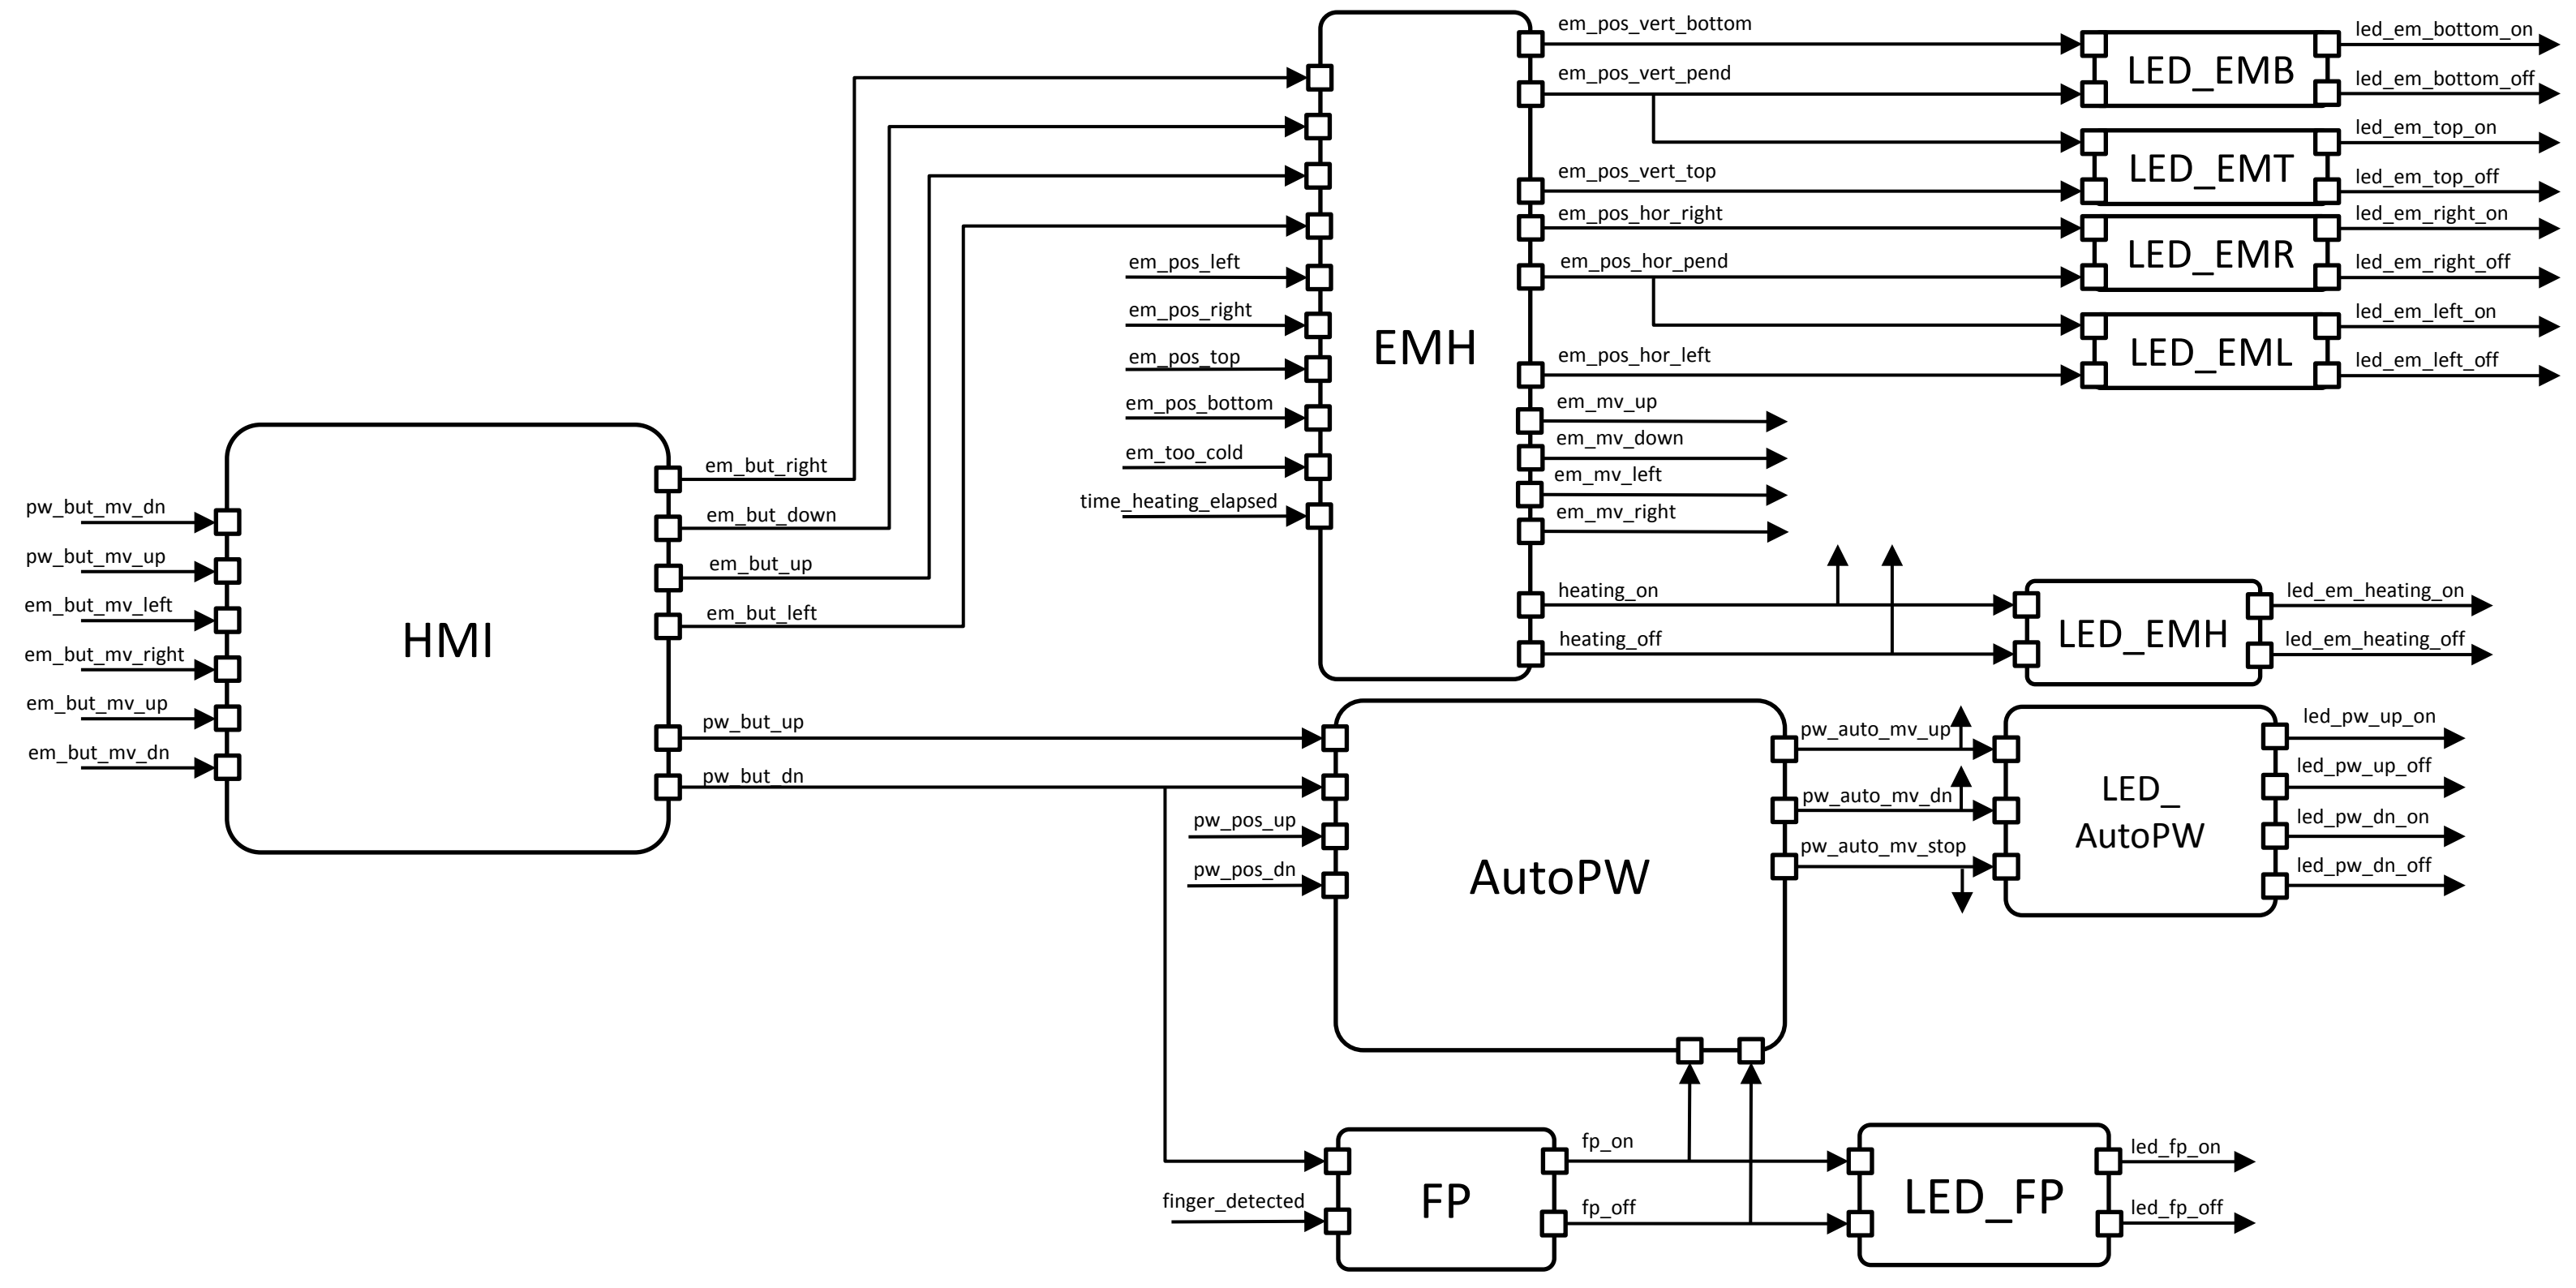 pw_but_mv_dn
pw_but_mv_up
em_but_mv_left
em_but_mv_right
em_but_mv_up
em_but_mv_dn
HMI
em_but_right
em_but_down
em_but_up
em_but_left
pw_but_up
pw_but_dn
em_pos_left
em_pos_right
em_pos_top
em_pos_bottom
em_too_cold
time_heating_elapsed
EMH
em_pos_vert_bottom
em_pos_vert_pend
em_pos_vert_top
em_pos_hor_right
em_pos_hor_pend
em_pos_hor_left
em_mv_up
em_mv_down
em_mv_left
em_mv_right
heating_on
heating_off
LED_EMB
led_em_bottom_on
led_em_bottom_off
LED_EMT
led_em_top_on
led_em_top_off
LED_EMR
led_em_right_on
led_em_right_off
LED_EML
led_em_left_on
led_em_left_off
LED_EMH
led_em_heating_on
led_em_heating_off
pw_pos_up
pw_pos_dn
AutoPW
pw_auto_mv_up
pw_auto_mv_dn
pw_auto_mv_stop
LED_
AutoPW
led_pw_up_on
led_pw_up_off
led_pw_dn_on
led_pw_dn_off
finger_detected
FP
fp_on
fp_off
LED_FP
led_fp_on
led_fp_off